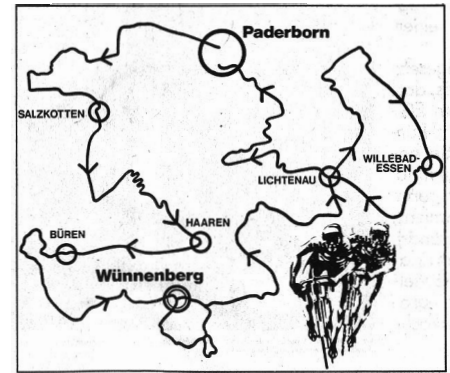 Paderborn
SALZKOTTEN
WILLEBAD-
ESSEN
LICHTENAU
HAAREN
BÜREN
Wünnenberg